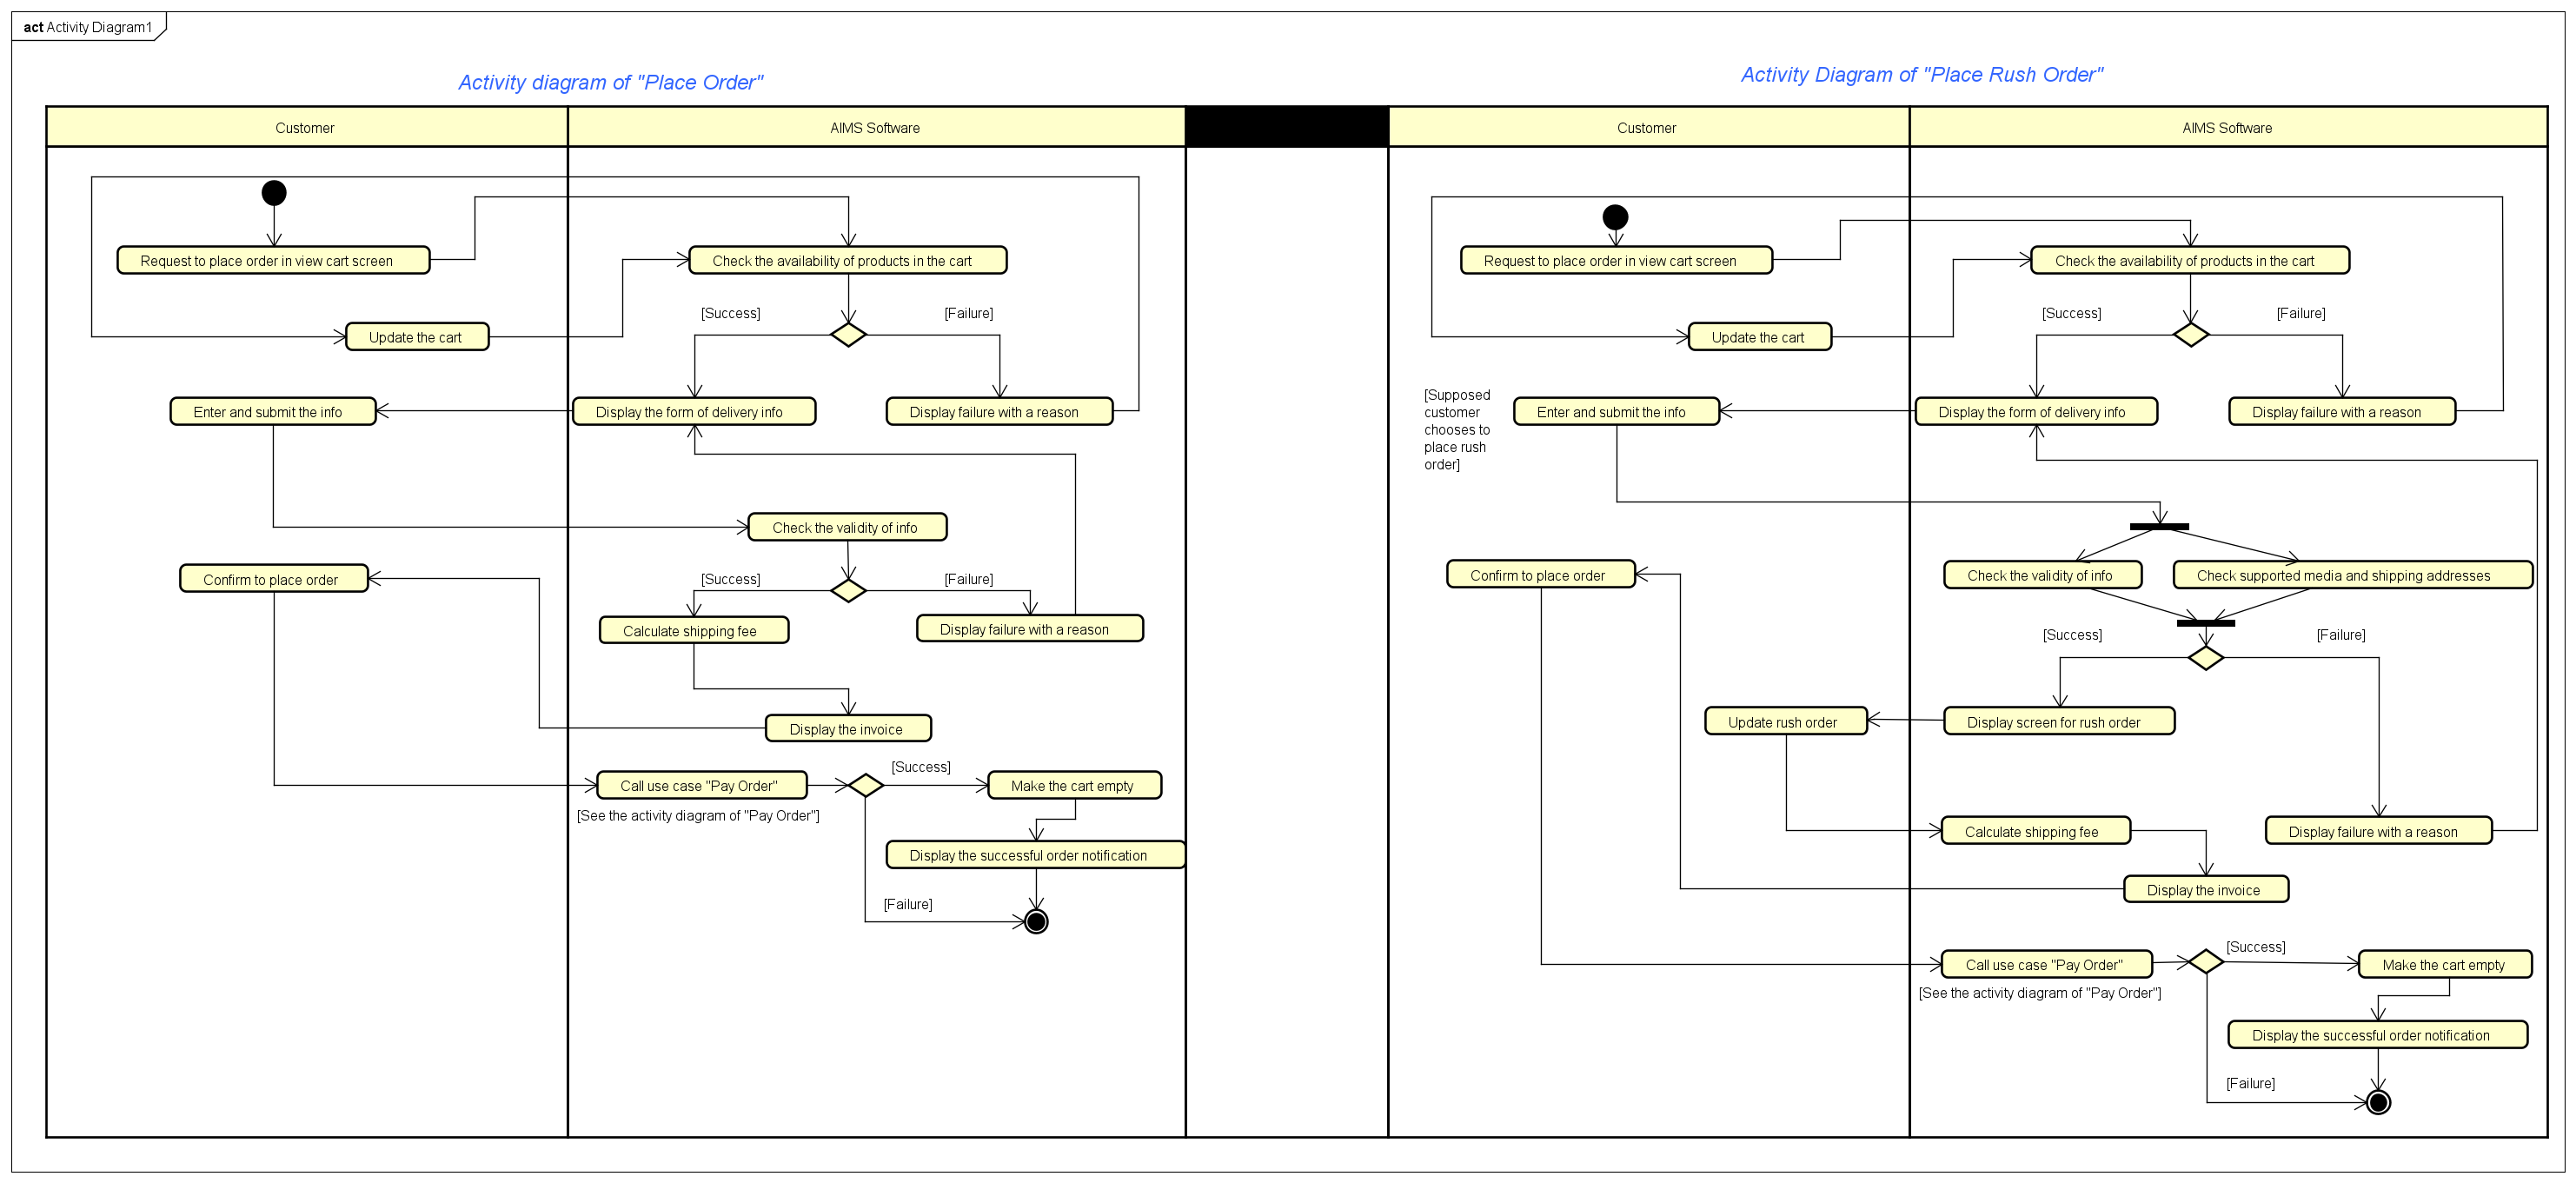 act Activity Diagram1
Activity diagram of "Place Order"
Customer
AIMS Software
Request to place order in view cart screen
Check the availability of products in the cart
[Success]
[Failure]
Update the cart
Enter and submit the info
Display the form of delivery info
Display failure with a reason
Check the validity of info
Confirm to place order
[Success]
[Failure]
Calculate shipping fee
Display failure with a reason
Display the invoice
Call use case "Pay Order"
[Success]
Make the cart empty
[See the activity diagram of "Pay Order"]
Display the successful order notification
[Failure]
Activity Diagram of "Place Rush Order"
Customer
AIMS Software
Request to place order in view cart screen
Check the availability of products in the cart
[Success]
[Failure]
Update the cart
[Supposed
customer
chooses to
place rush
order]
Enter and submit the info
Display the form of delivery info
Display failure with a reason
Confirm to place order
Check the validity of info
Check supported media and shipping addresses
[Success]
[Failure]
Update rush order
Display screen for rush order
Calculate shipping fee
Display failure with a reason
Display the invoice
Call use case "Pay Order"
[Success]
Make the cart empty
[See the activity diagram of "Pay Order"]
Display the successful order notification
[Failure]